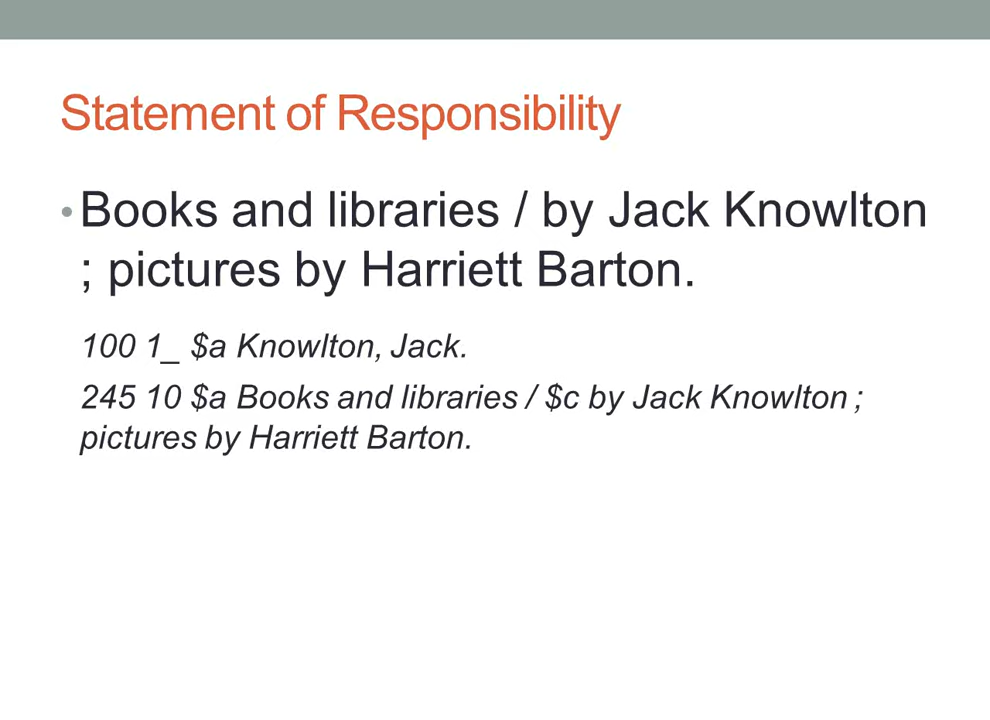 Statement of Responsibility
• Books and libraries / by Jack Knowlton
; pictures by Harriett Barton.
100 1_ $a Knowlton, Jack.
245 10 $a Books and libraries / $c by Jack Knowlton ;
pictures by Harriett Barton.